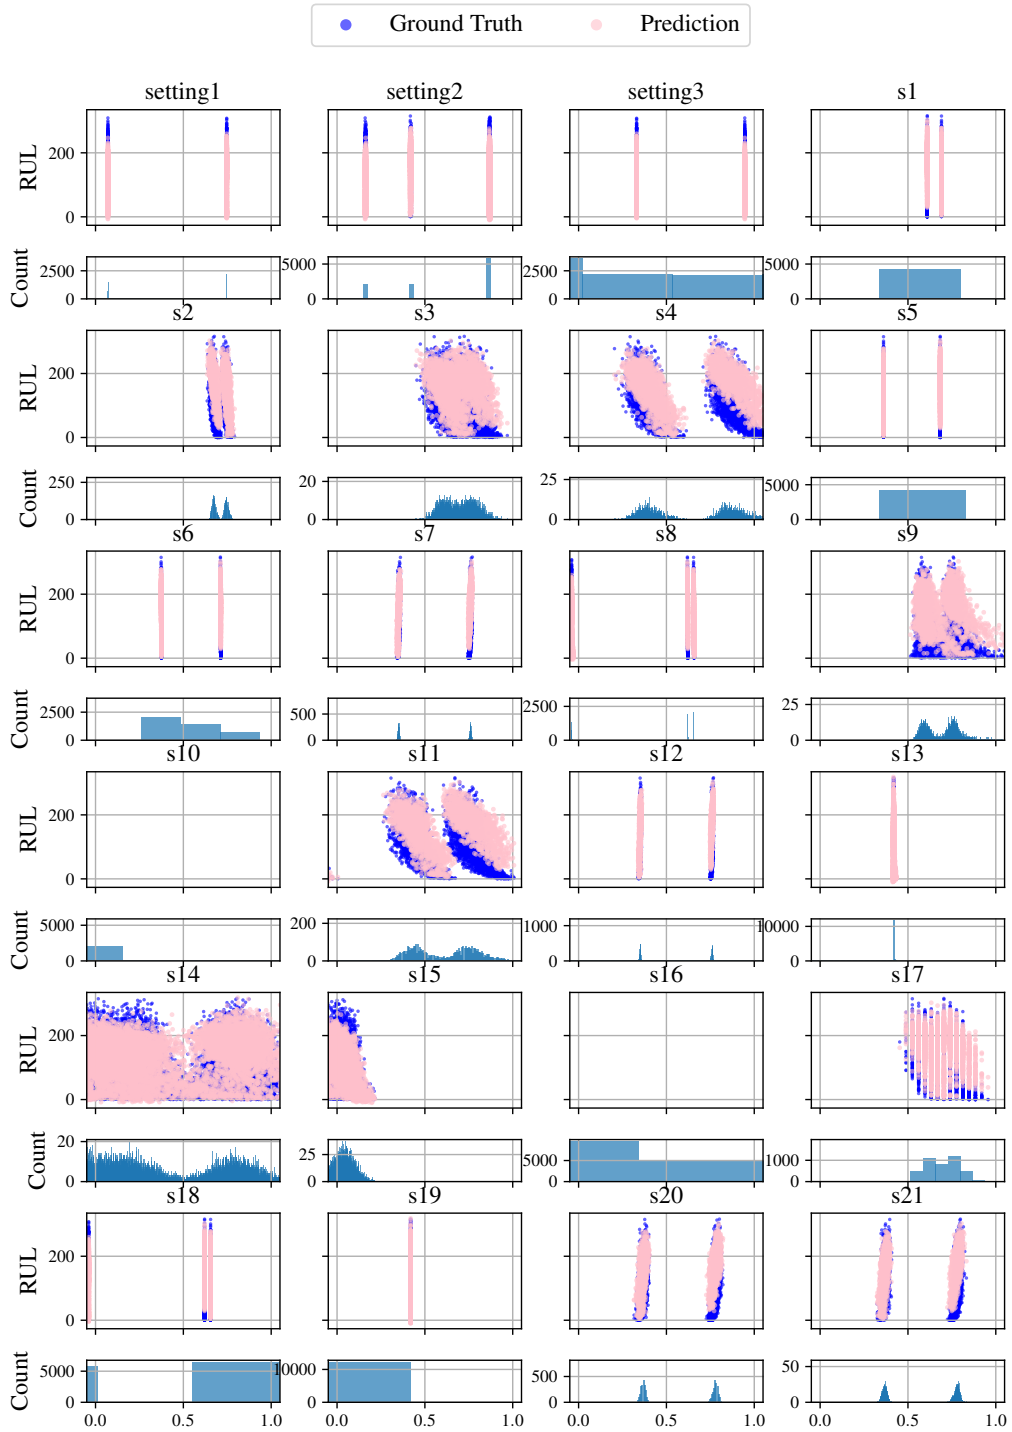 Ground Truth Prediction
setting1 setting2 setting3 s1
RUL 200 0
Count 2500 0 5000 0 2500 0 5000 0
s2 s3 s4 s5
RUL 200 0
Count 250 0 20 0 25 0 5000 0
s6 s7 s8 s9
RUL 200 0
Count 2500 0 500 0 2500 0 25 0
s10 s11 s12 s13
RUL 200 0
Count 5000 0 200 0 1000 0 10000 0
s14 s15 s16 s17
RUL 200 0
Count 20 0 25 0 5000 0 1000 0
s18 s19 s20 s21
RUL 200 0
Count 5000 0 10000 0 500 0 50 0
0.0 0.5 1.0 0.0 0.5 1.0 0.0 0.5 1.0 0.0 0.5 1.0